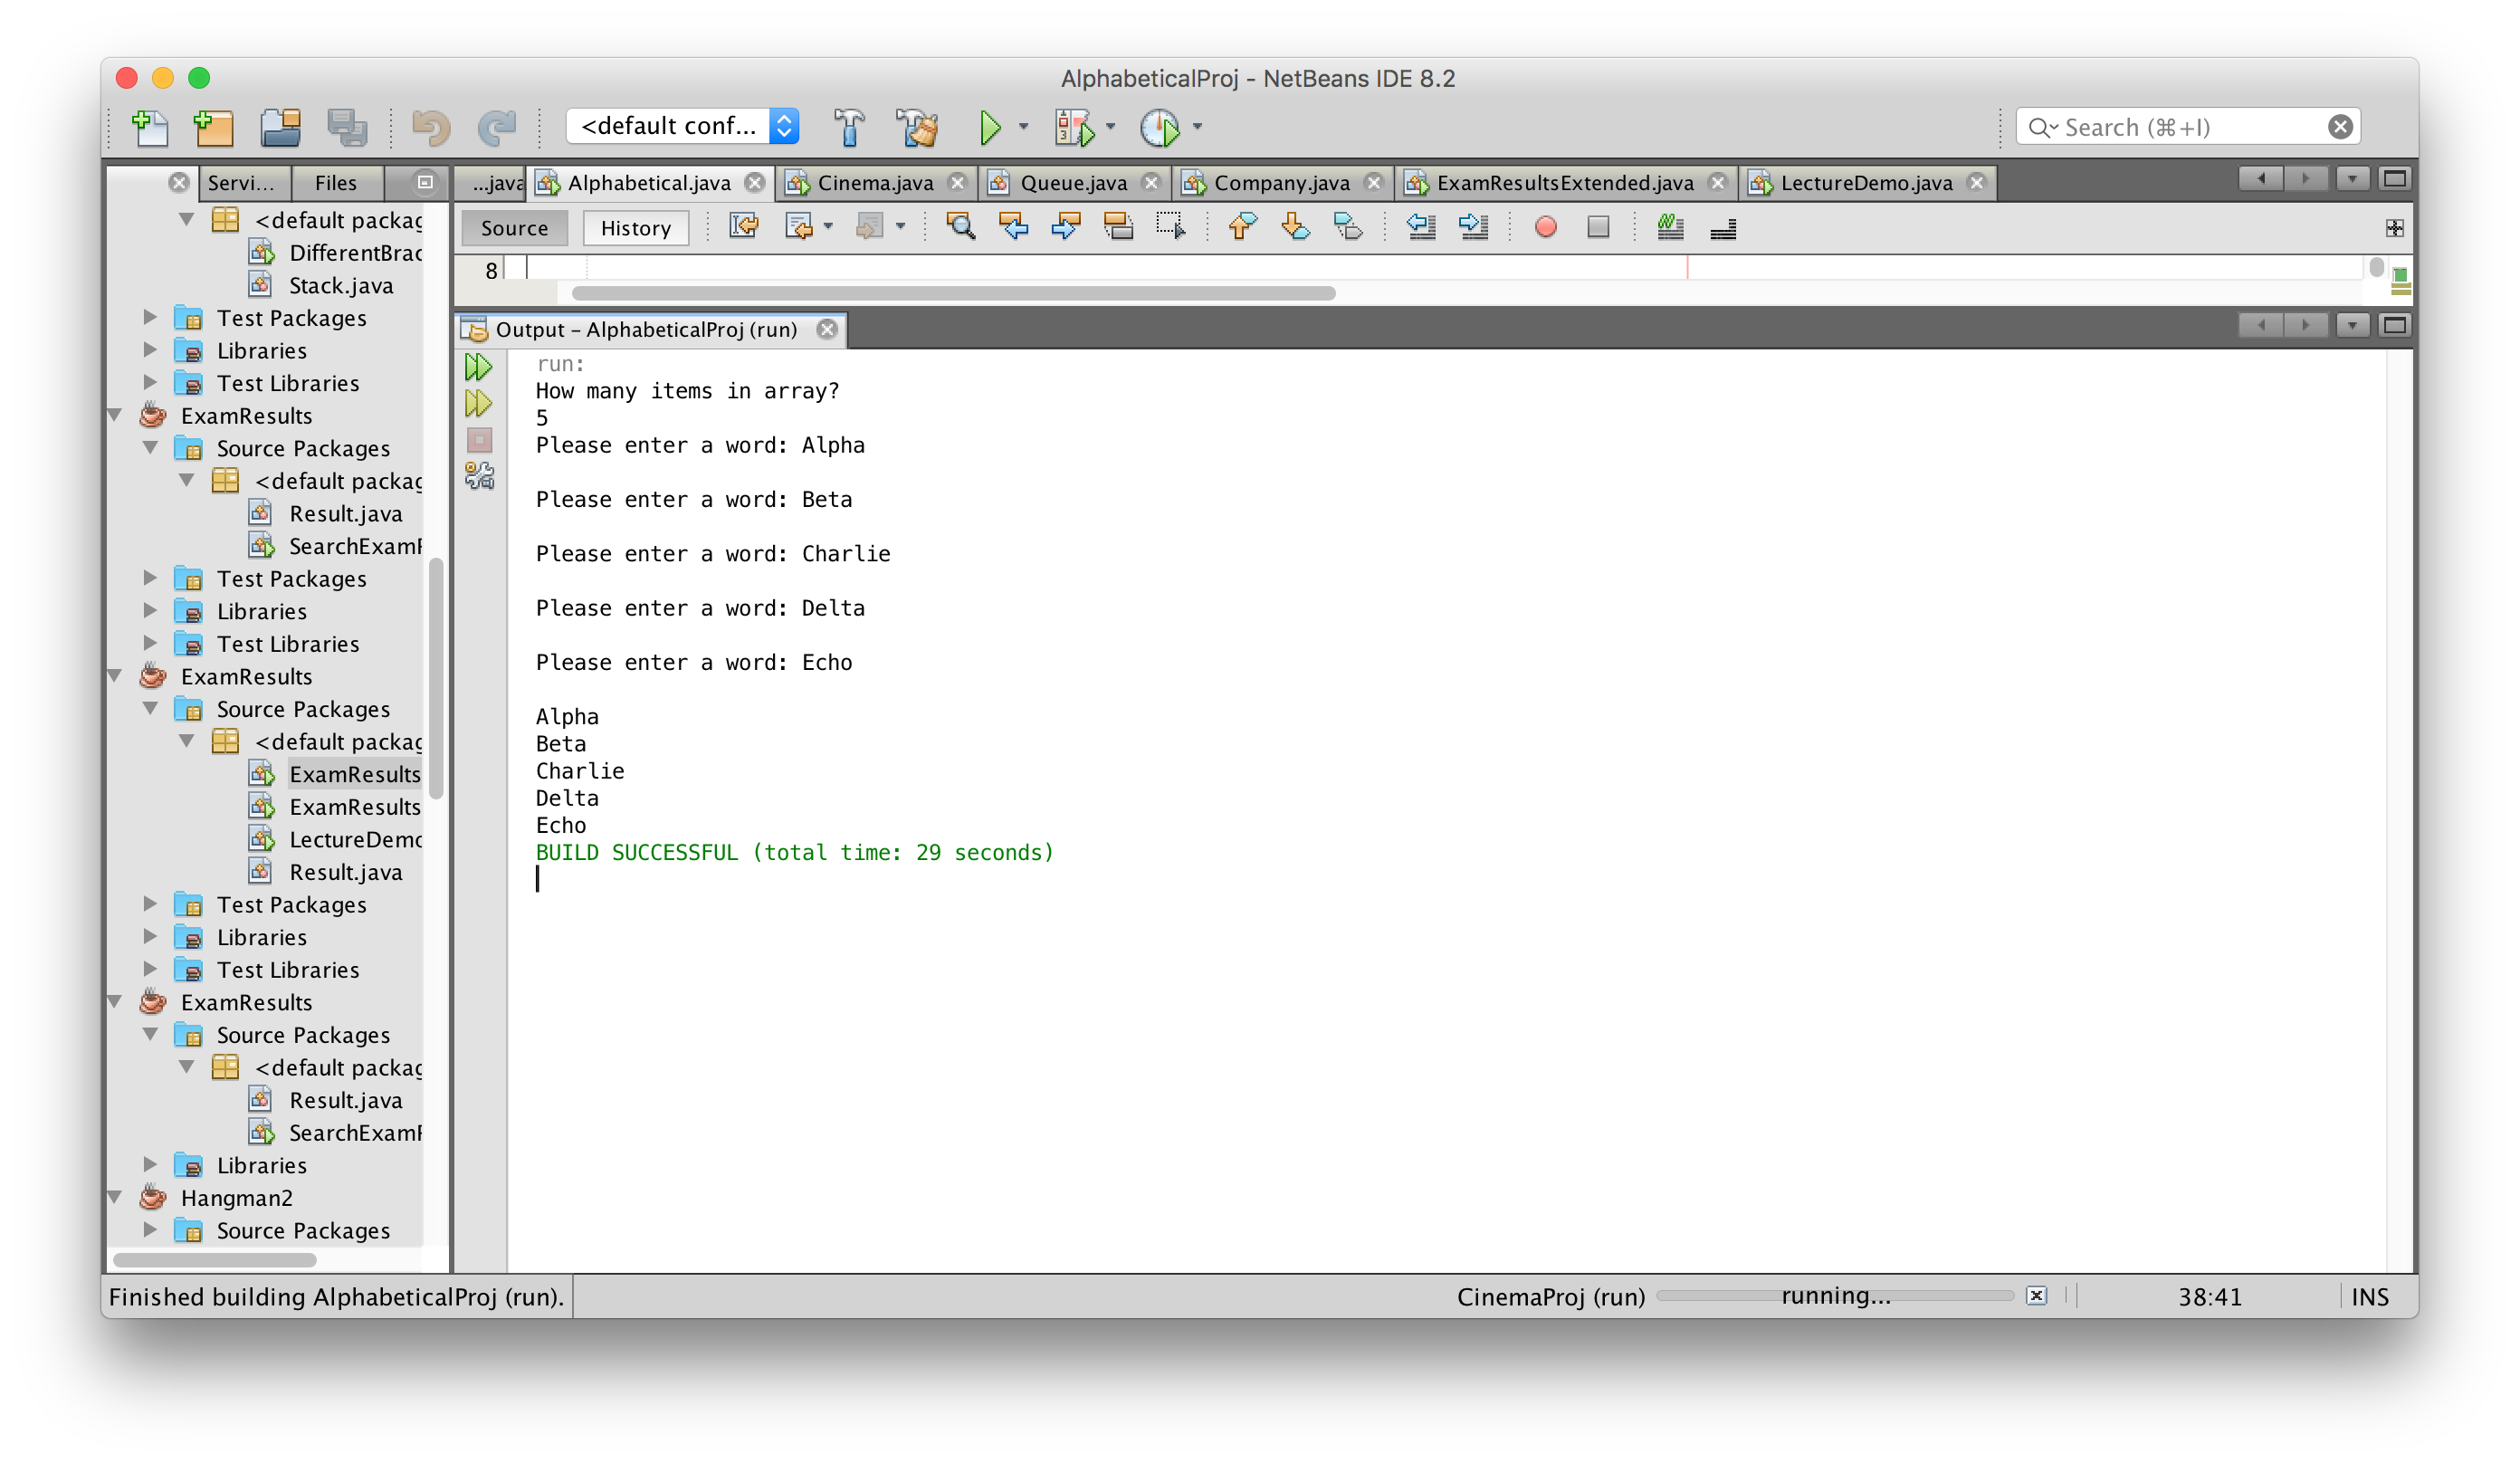 AlphabeticalProj - NetBeans IDE 8.2
<default conf...
Search (⌘+I)
Servi...
Files
...java
Alphabetical.java
Cinema.java
Queue.java
Company.java
ExamResultsExtended.java
LectureDemo.java
Source
History
8
<default packag
DifferentBrac
Stack.java
Test Packages
Libraries
Test Libraries
ExamResults
Source Packages
<default packag
Result.java
SearchExamR
Test Packages
Libraries
Test Libraries
ExamResults
Source Packages
<default packag
ExamResults
ExamResults
LectureDemo
Result.java
Test Packages
Libraries
Test Libraries
ExamResults
Source Packages
<default packag
Result.java
SearchExamR
Libraries
Hangman2
Source Packages
Output – AlphabeticalProj (run)
run:
How many items in array?
5
Please enter a word: Alpha
Please enter a word: Beta
Please enter a word: Charlie
Please enter a word: Delta
Please enter a word: Echo
Alpha
Beta
Charlie
Delta
Echo
BUILD SUCCESSFUL (total time: 29 seconds)
Finished building AlphabeticalProj (run).
CinemaProj (run)
running...
38:41
INS